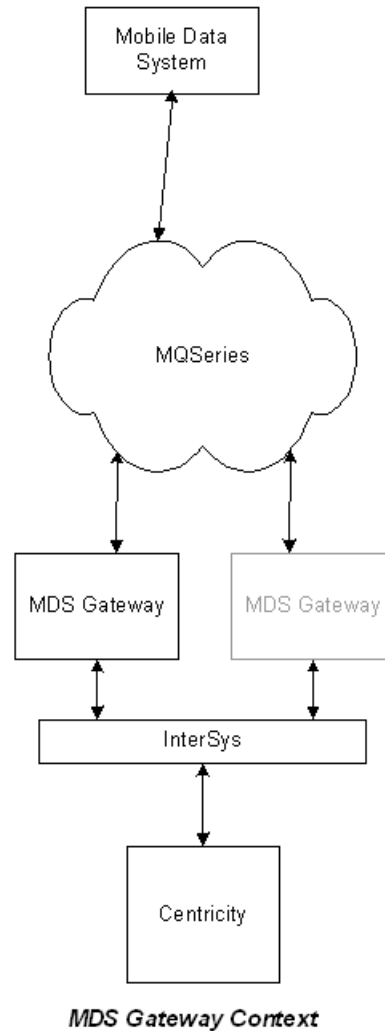 Mobile Data
System
MQSeries
MDS Gateway
MDS Gateway
InterSys
Centricity
MDS Gateway Context